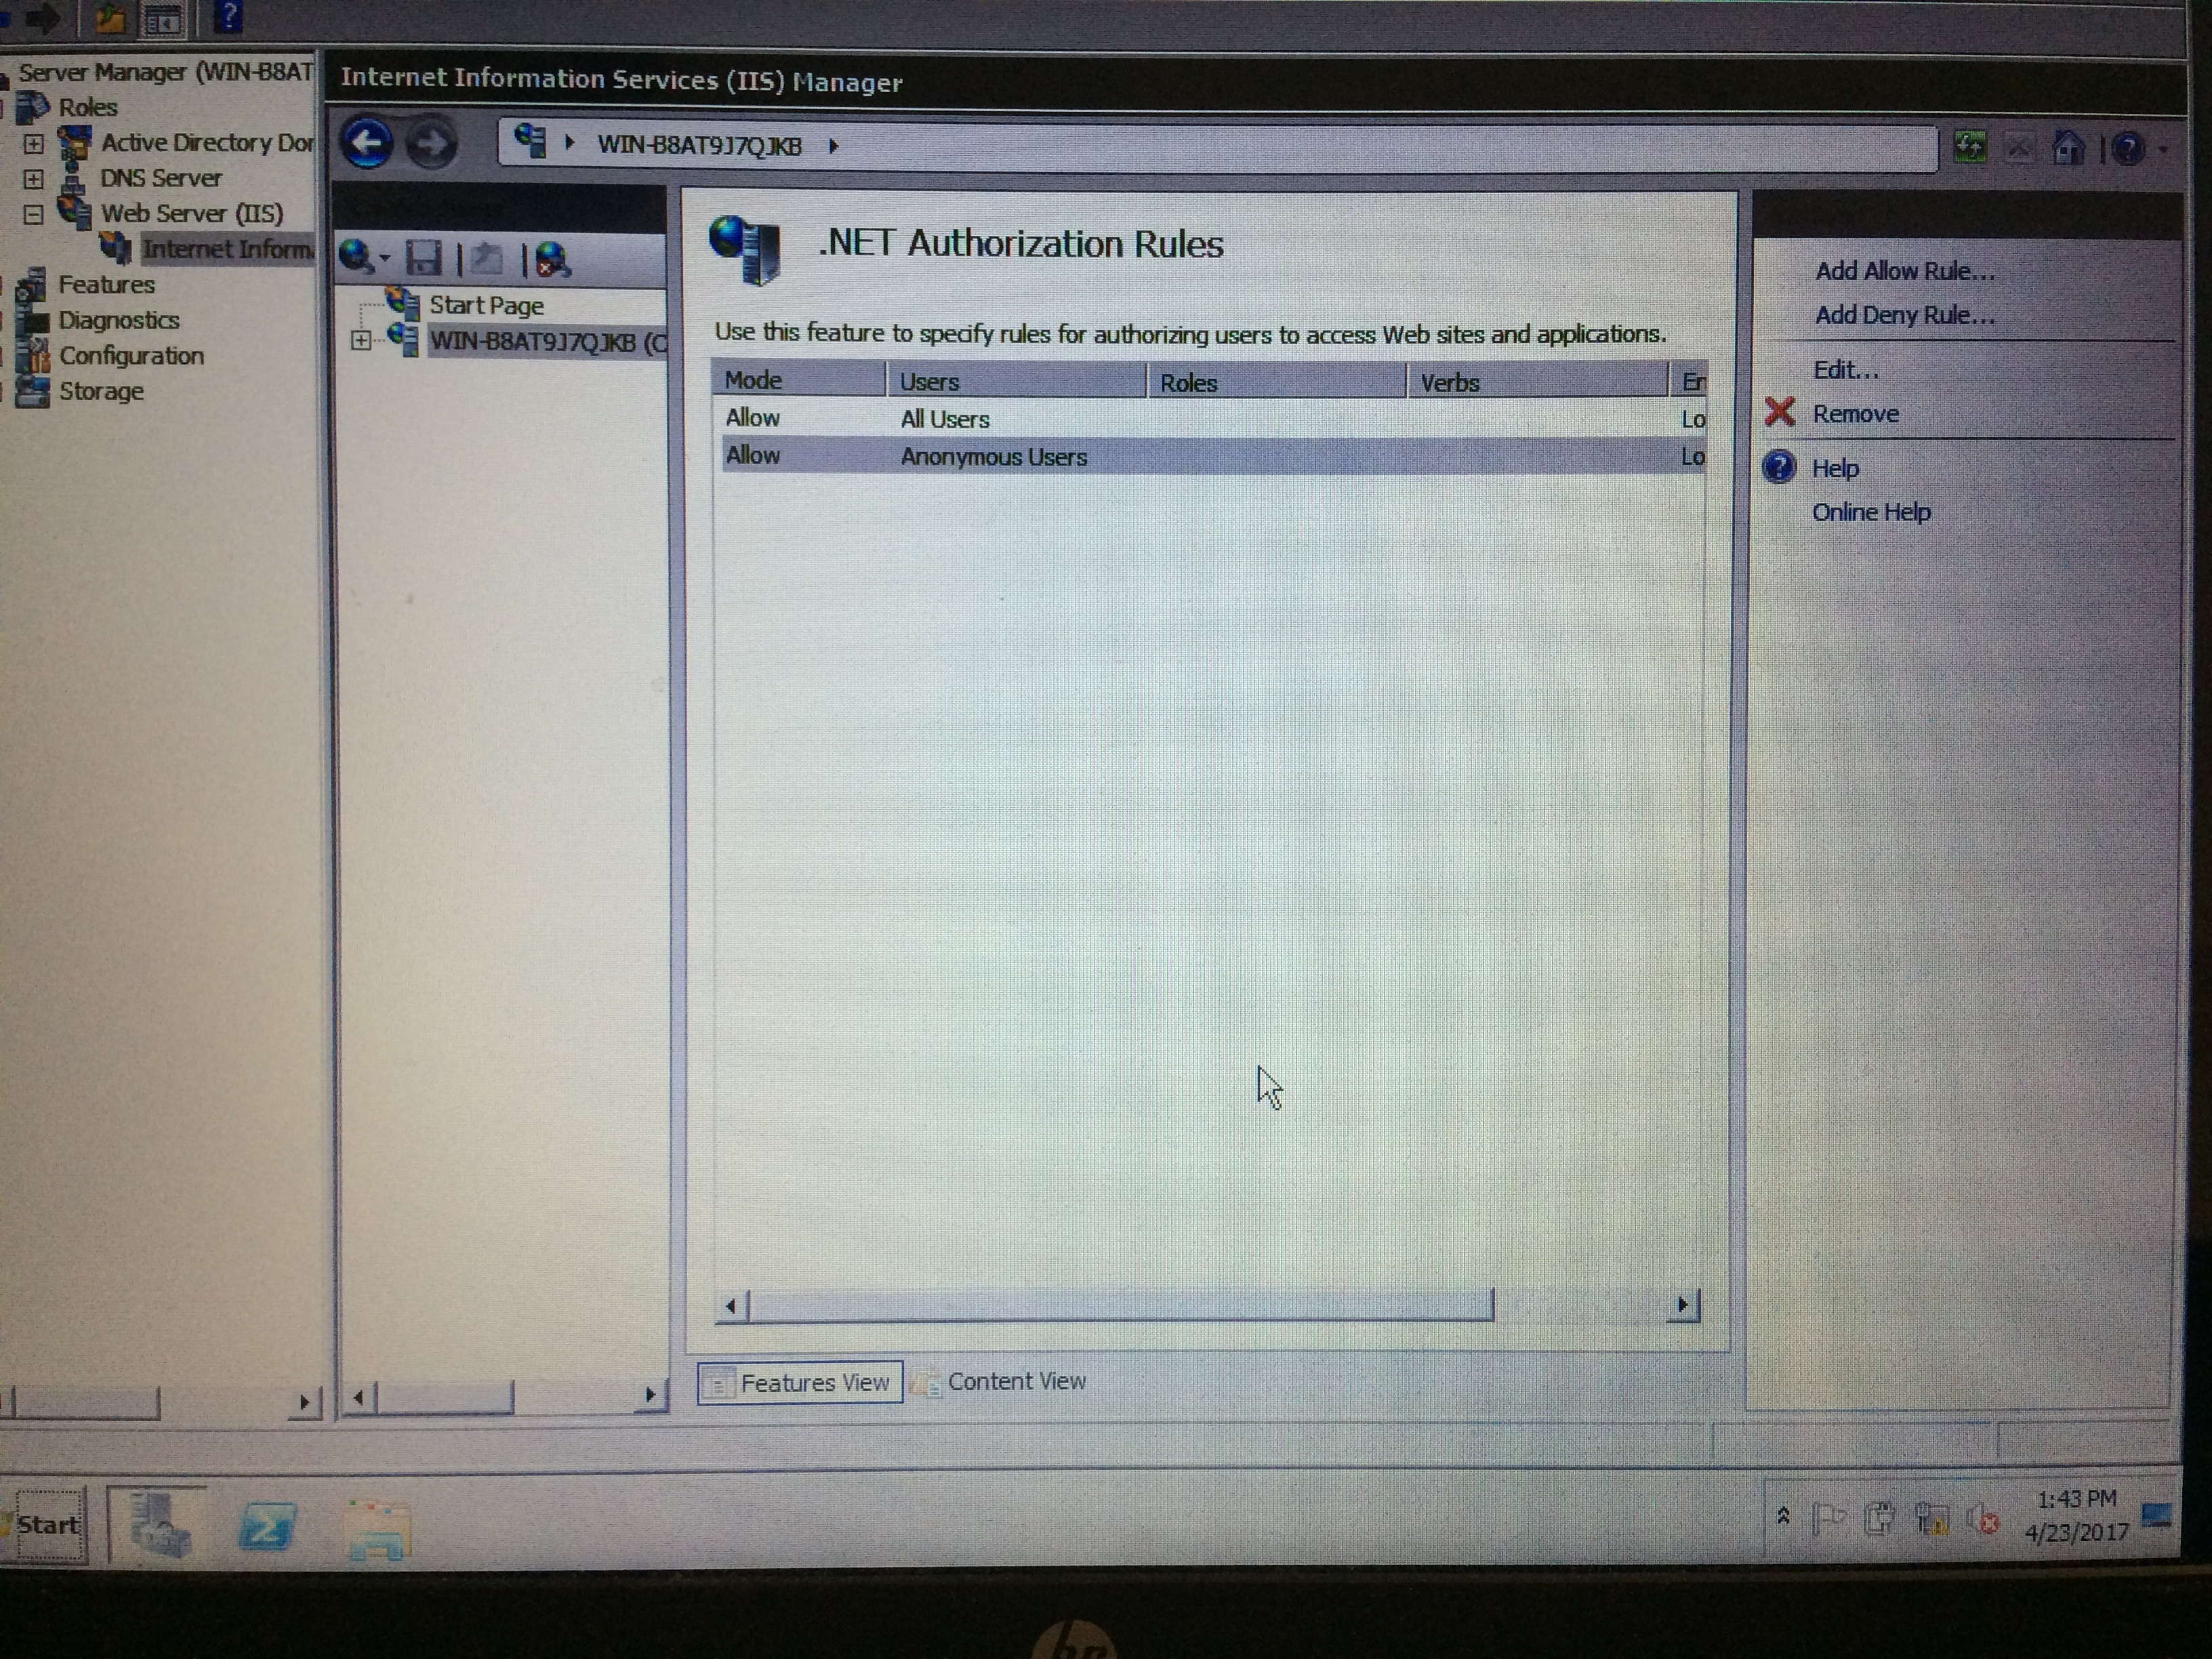 Server Manager (WIN-B8AT
Roles
Active Directory Dor
DNS Server
Web Server (IIS)
Internet Informa
Features
Diagnostics
Configuration
Storage
Internet Information Services (IIS) Manager
WIN-B8AT9J7QJKB
Start Page
WIN-B8AT9J7QJKB (C
.NET Authorization Rules
Use this feature to specify rules for authorizing users to access Web sites and applications.
Mode Users Roles Verbs En
Allow All Users Lo
Allow Anonymous Users Lo
Features View Content View
Add Allow Rule...
Add Deny Rule...
Edit...
Remove
Help
Online Help
Start
1:43 PM
4/23/2017
hp